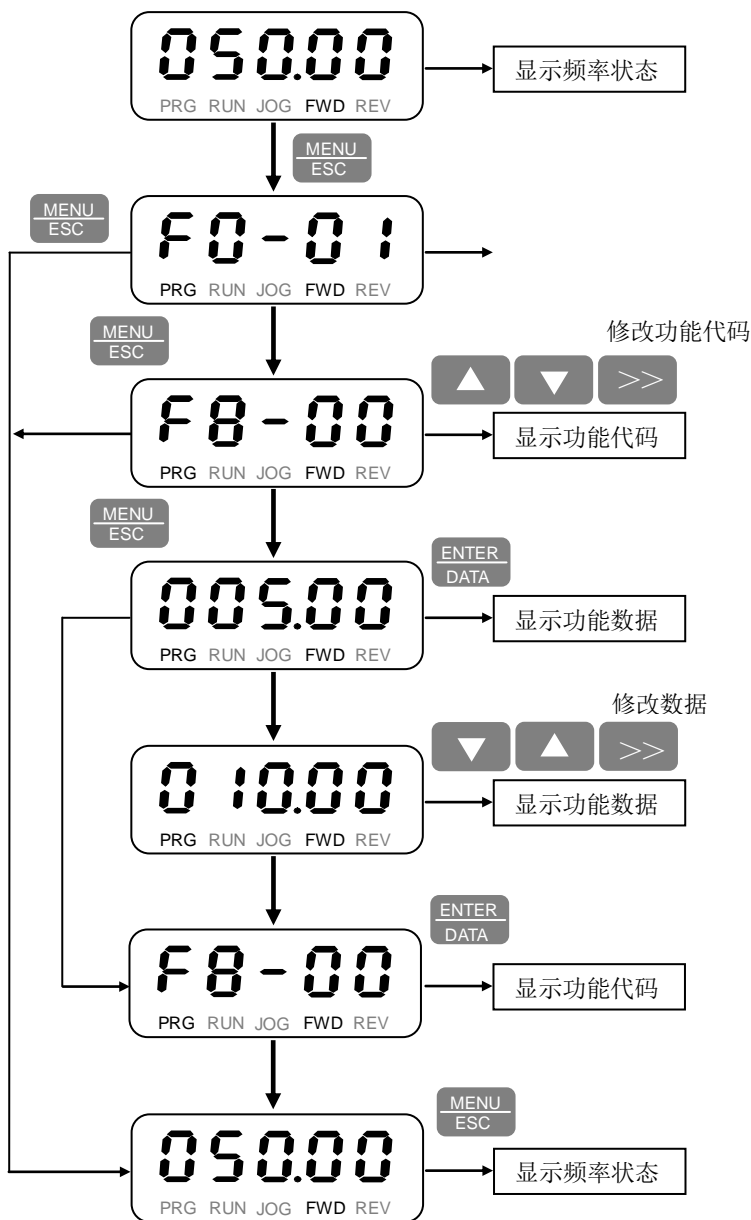 050.00
显示频率状态
PRG RUN JOG FWD REV
MENU
ESC
MENU
ESC
F0-01
PRG RUN JOG FWD REV
MENU
ESC
修改功能代码
>>
F8-00
显示功能代码
PRG RUN JOG FWD REV
MENU
ESC
ENTER
DATA
005.00
显示功能数据
PRG RUN JOG FWD REV
修改数据
>>
010.00
显示功能数据
PRG RUN JOG FWD REV
ENTER
DATA
F8-00
显示功能代码
PRG RUN JOG FWD REV
MENU
ESC
050.00
显示频率状态
PRG RUN JOG FWD REV